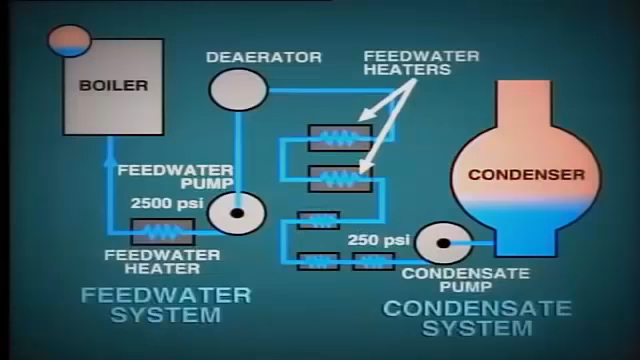 BOILER
DEAERATOR
FEEDWATER
HEATERS
FEEDWATER
PUMP
2500 psi
CONDENSER
250 psi
FEEDWATER
HEATER
CONDENSATE
PUMP
FEEDWATER
SYSTEM
CONDENSATE
SYSTEM